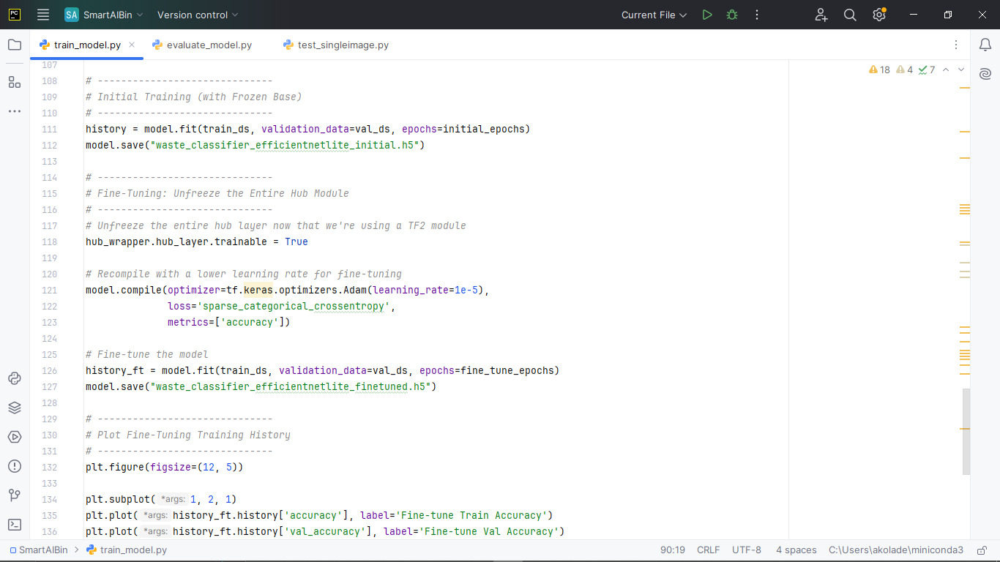 PC SA SmartAIBin Version control Current File
train_model.py evaluate_model.py test_singleimage.py
18 4 7
107
108 # ------------------------------
109 # Initial Training (with Frozen Base)
110 # ------------------------------
111 history = model.fit(train_ds, validation_data=val_ds, epochs=initial_epochs)
112 model.save("waste_classifier_efficientnetlite_initial.h5")
113
114 # ------------------------------
115 # Fine-Tuning: Unfreeze the Entire Hub Module
116 # ------------------------------
117 # Unfreeze the entire hub layer now that we're using a TF2 module
118 hub_wrapper.hub_layer.trainable = True
119
120 # Recompile with a lower learning rate for fine-tuning
121 model.compile(optimizer=tf.keras.optimizers.Adam(learning_rate=1e-5),
122 loss='sparse_categorical_crossentropy',
123 metrics=['accuracy'])
124
125 # Fine-tune the model
126 history_ft = model.fit(train_ds, validation_data=val_ds, epochs=fine_tune_epochs)
127 model.save("waste_classifier_efficientnetlite_finetuned.h5")
128
129 # ------------------------------
130 # Plot Fine-Tuning Training History
131 # ------------------------------
132 plt.figure(figsize=(12, 5))
133
134 plt.subplot( *args: 1, 2, 1)
135 plt.plot( *args: history_ft.history['accuracy'], label='Fine-tune Train Accuracy')
136 plt.plot( *args: history_ft.history['val_accuracy'], label='Fine-tune Val Accuracy')
SmartAIBin train_model.py 90:19 CRLF UTF-8 4 spaces C:\Users\akolade\miniconda3